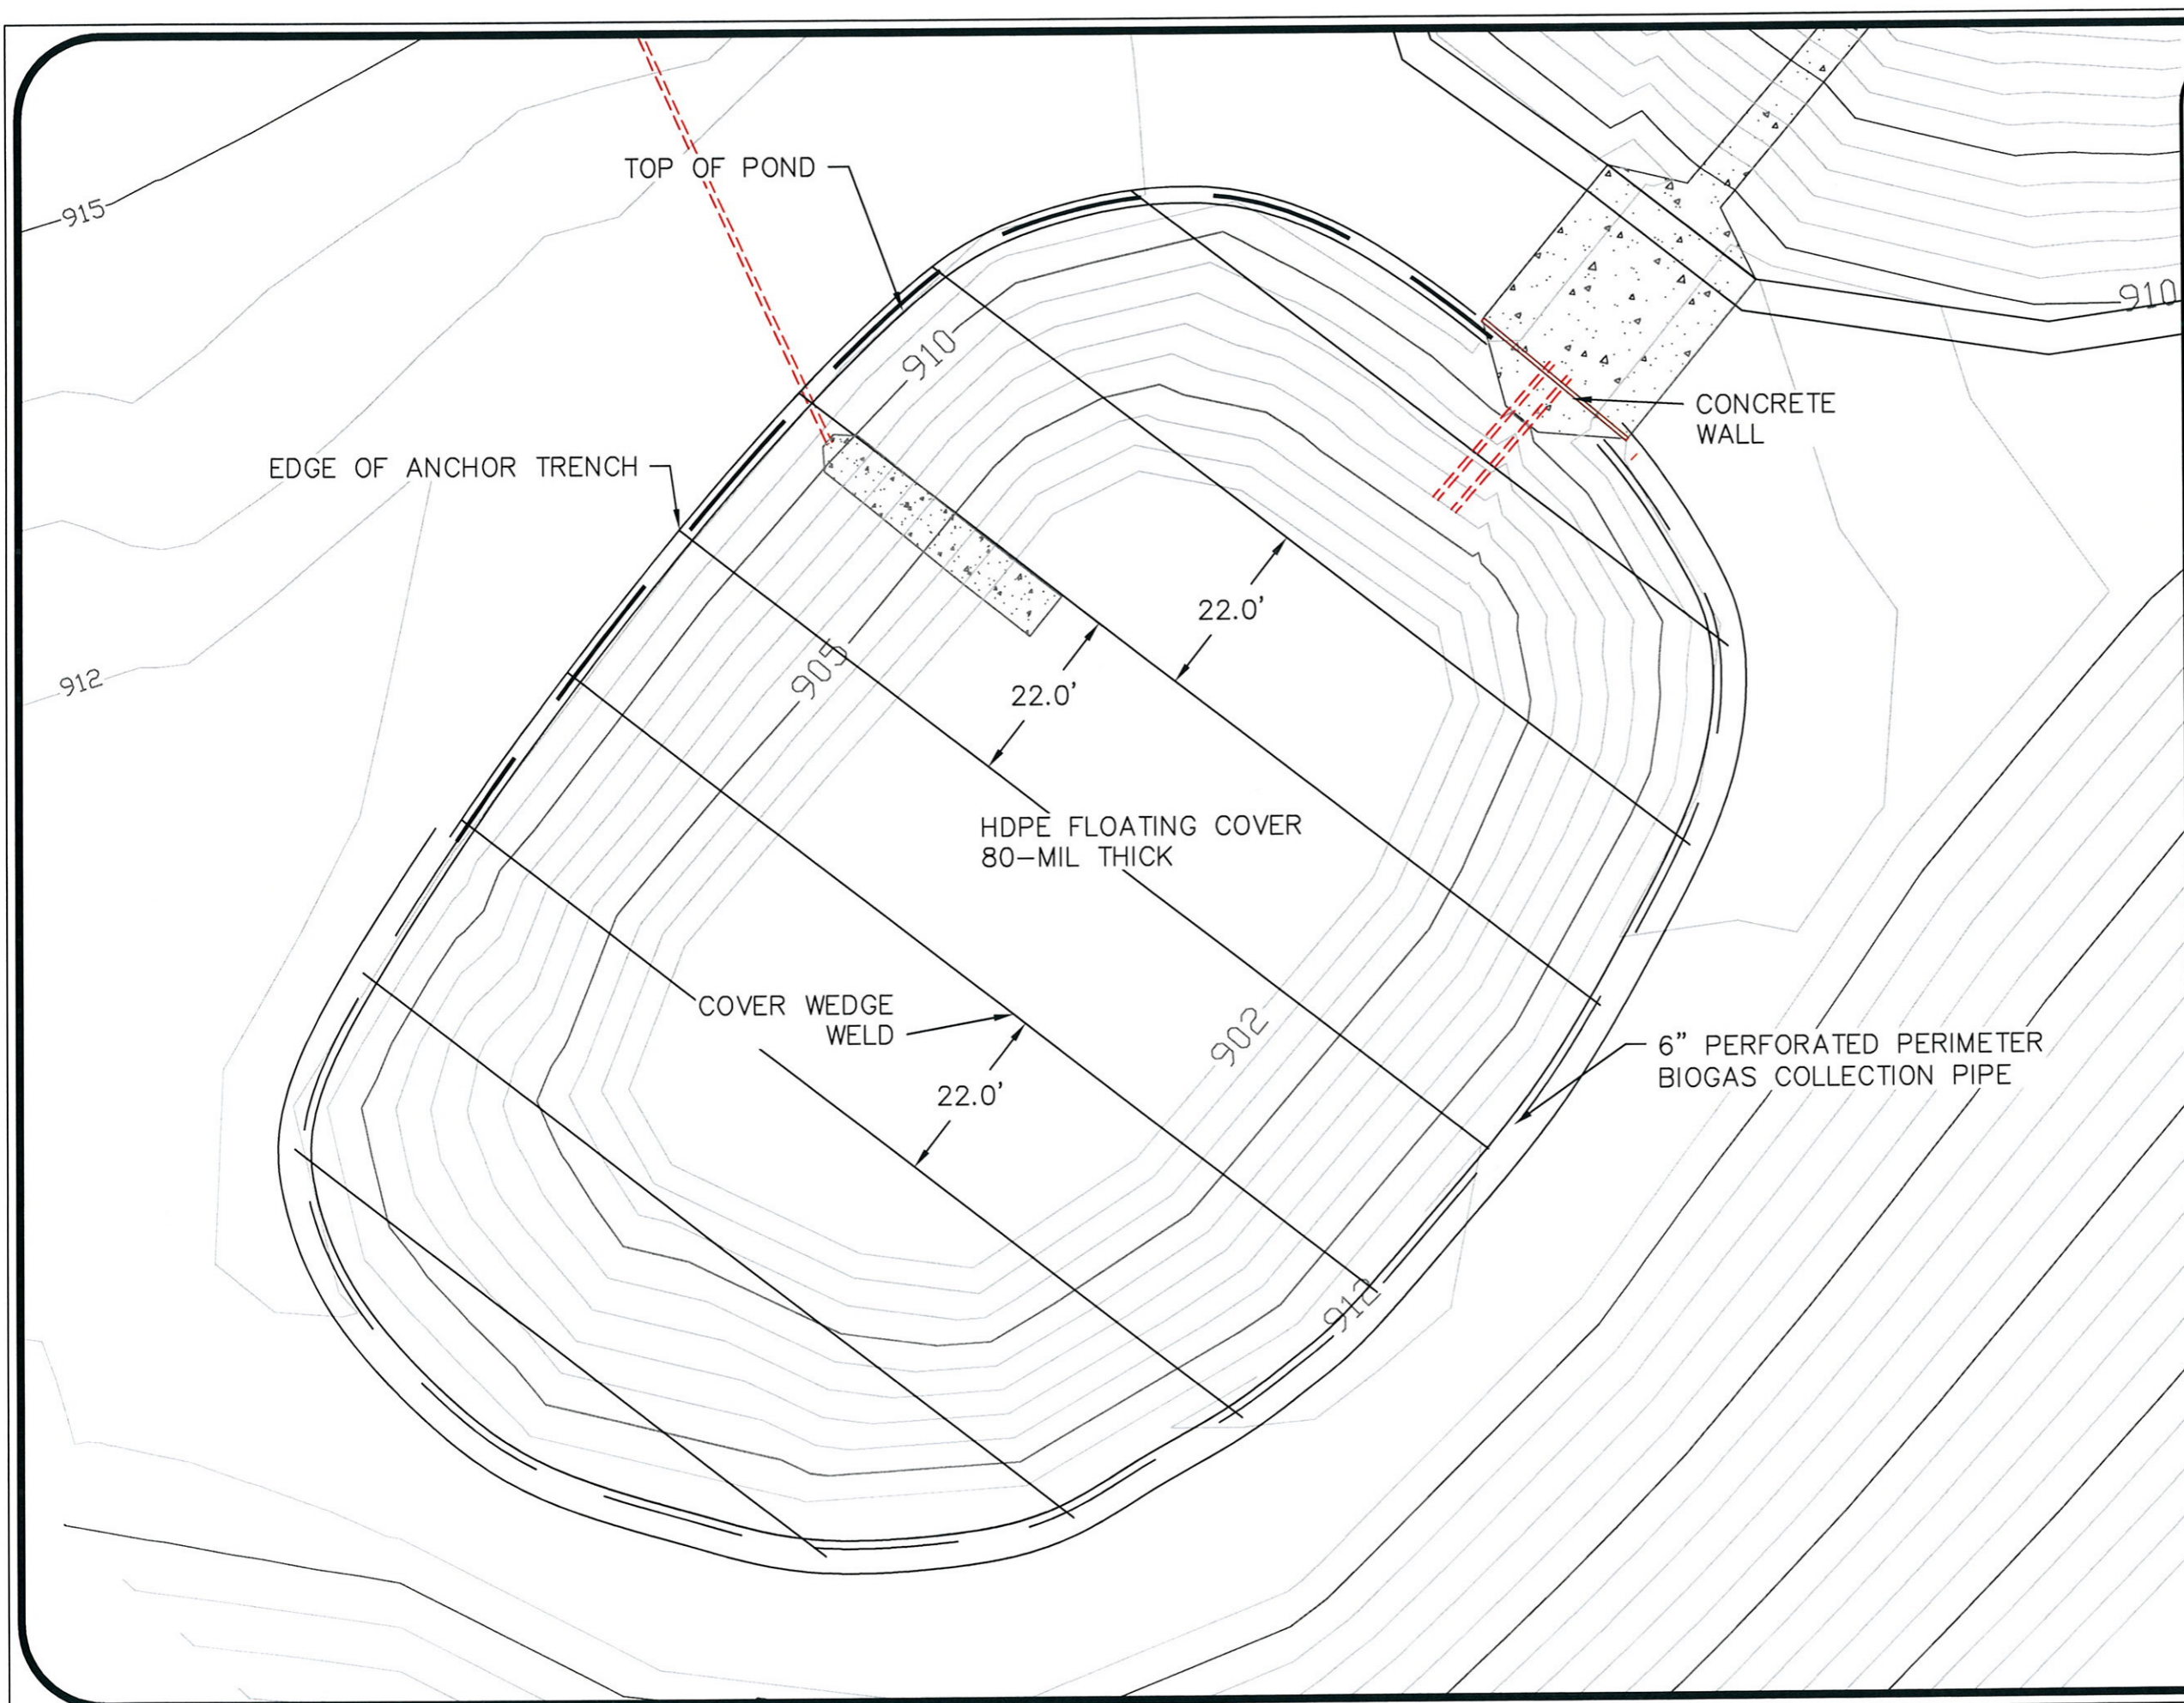 915
TOP OF POND
910
910
CONCRETE
WALL
EDGE OF ANCHOR TRENCH
22.0'
905
22.0'
912
HDPE FLOATING COVER
80-MIL THICK
COVER WEDGE
WELD
902
6" PERFORATED PERIMETER
BIOGAS COLLECTION PIPE
22.0'
912